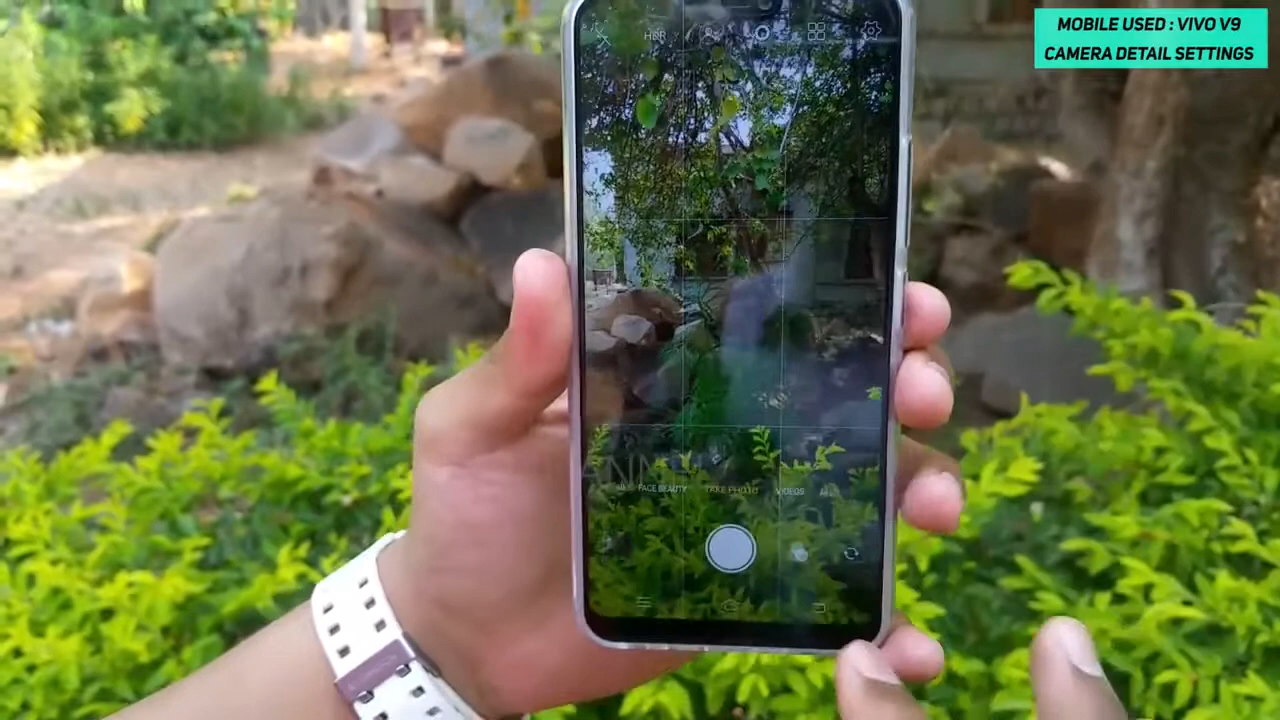 MOBILE USED : VIVO V9
CAMERA DETAIL SETTINGS
HDR
FACE BEAUTY
TAKE PHOTO
VIDEOS